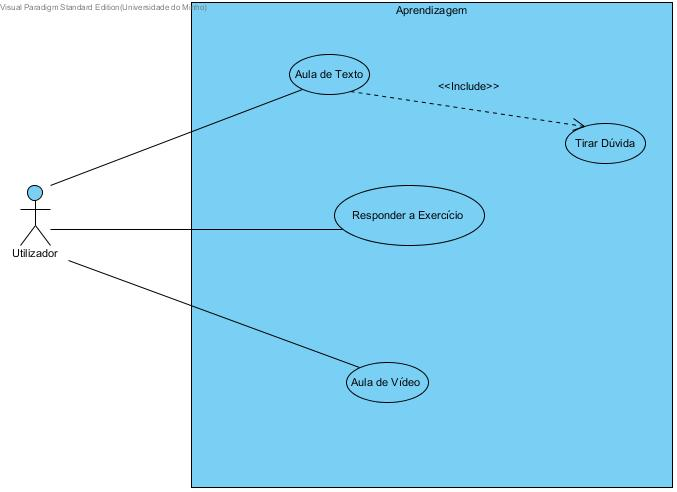 Visual Paradigm Standard Edition(Universidade do Minho)
Aprendizagem
Aula de Texto
<<Include>>
Tirar Dúvida
Responder a Exercício
Utilizador
Aula de Vídeo